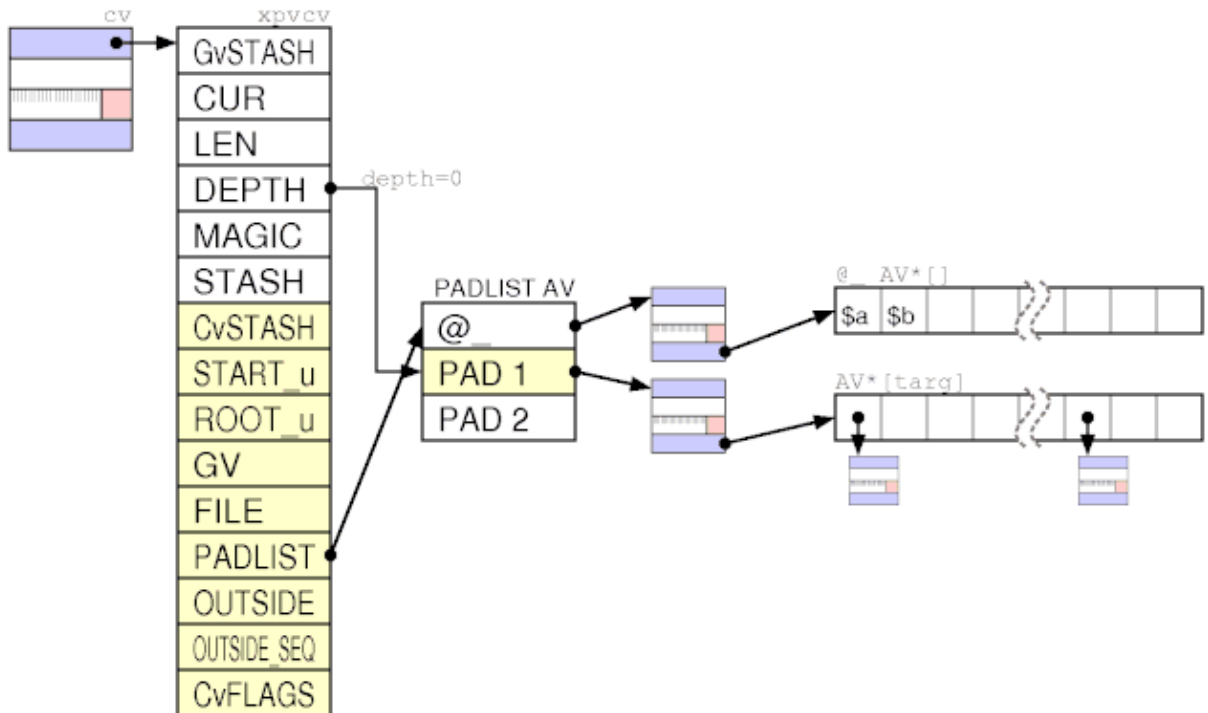 cv
xpvcv
GvSTASH
CUR
LEN
DEPTH
depth=0
MAGIC
STASH
CvSTASH
START_u
ROOT_u
GV
FILE
PADLIST
OUTSIDE
OUTSIDE_SEQ
CvFLAGS
PADLIST AV
@_
PAD 1
PAD 2
@_ AV*[]
$a $b
AV*[targ]